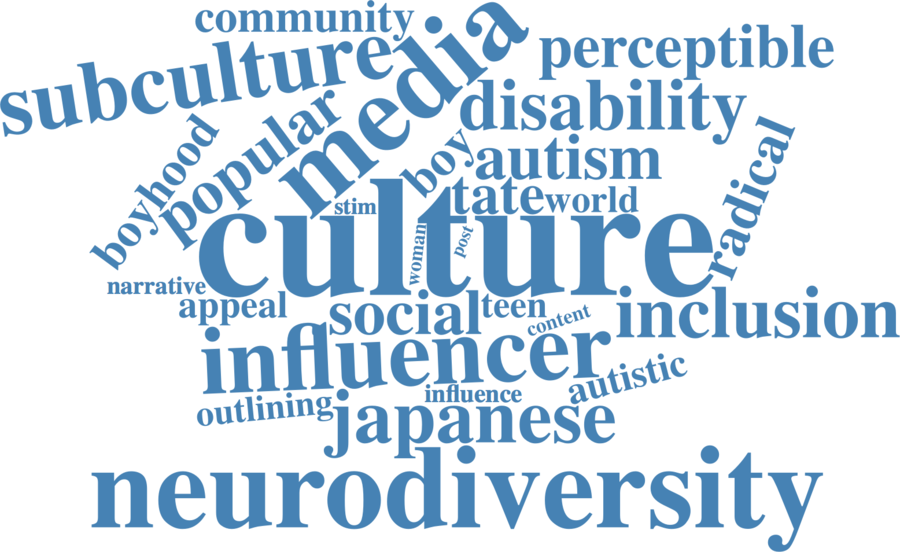 community
subculture
media
perceptible
disability
popular
boyhood
boy
autism
radical
stim
tate
world
culture
woman
post
narrative
appeal
social
teen
content
inclusion
influencer
autistic
influence
outlining
japanese
neurodiversity